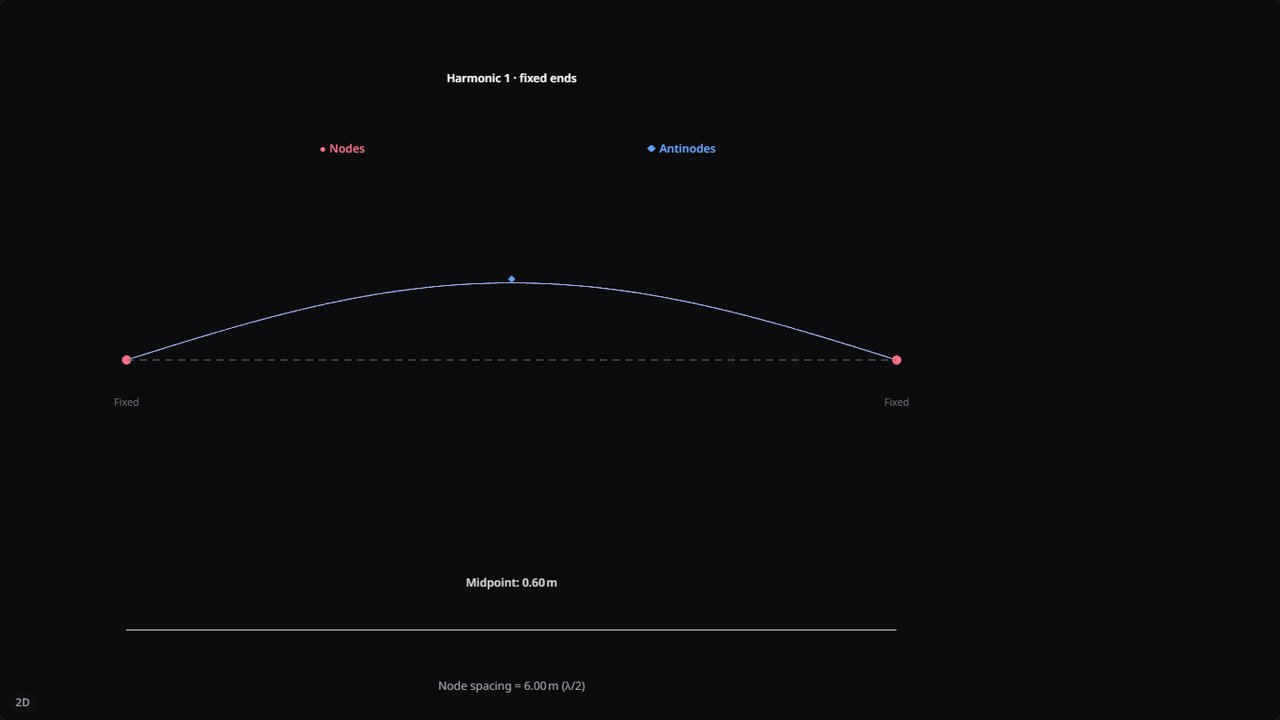 Harmonic 1 · fixed ends
Nodes
Antinodes
Fixed
Fixed
Midpoint: 0.60 m
Node spacing = 6.00 m (λ/2)
2D